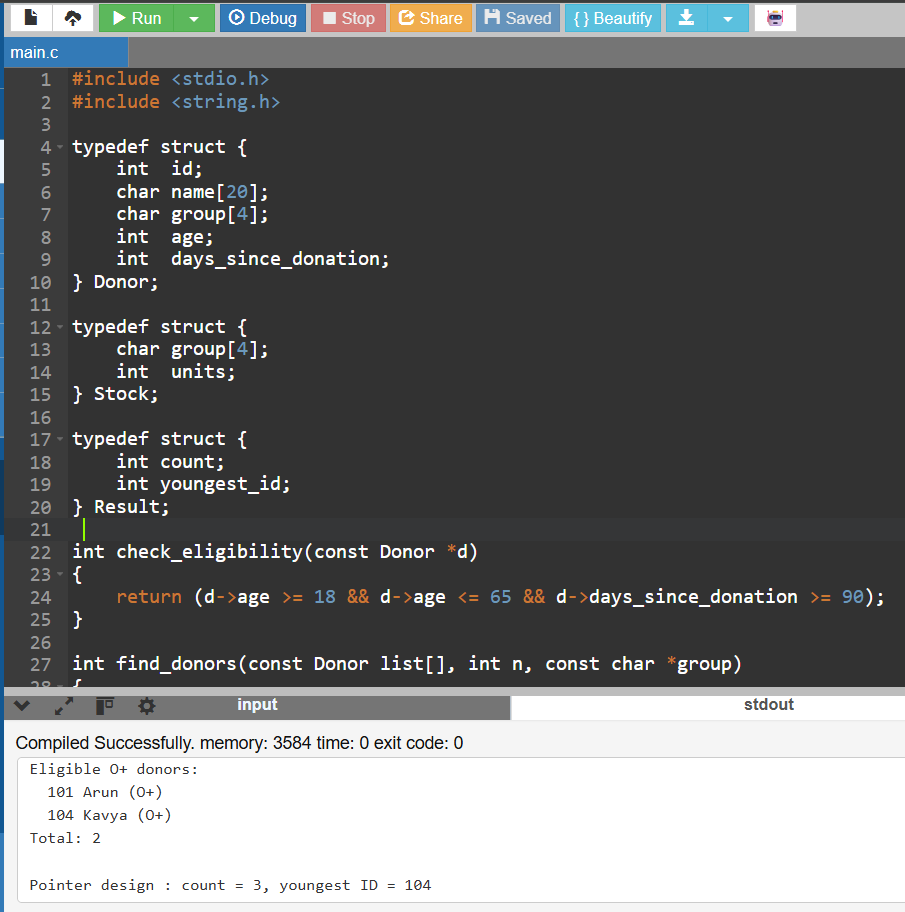 Run Debug Stop Share Saved { } Beautify
main.c
1 #include <stdio.h>
2 #include <string.h>
3
4 typedef struct {
5     int  id;
6     char name[20];
7     char group[4];
8     int  age;
9     int  days_since_donation;
10 } Donor;
11
12 typedef struct {
13     char group[4];
14     int  units;
15 } Stock;
16
17 typedef struct {
18     int count;
19     int youngest_id;
20 } Result;
21
22 int check_eligibility(const Donor *d)
23 {
24     return (d->age >= 18 && d->age <= 65 && d->days_since_donation >= 90);
25 }
26
27 int find_donors(const Donor list[], int n, const char *group)
28 {
input stdout
Compiled Successfully. memory: 3584 time: 0 exit code: 0
Eligible O+ donors:
  101 Arun (O+)
  104 Kavya (O+)
Total: 2

Pointer design : count = 3, youngest ID = 104